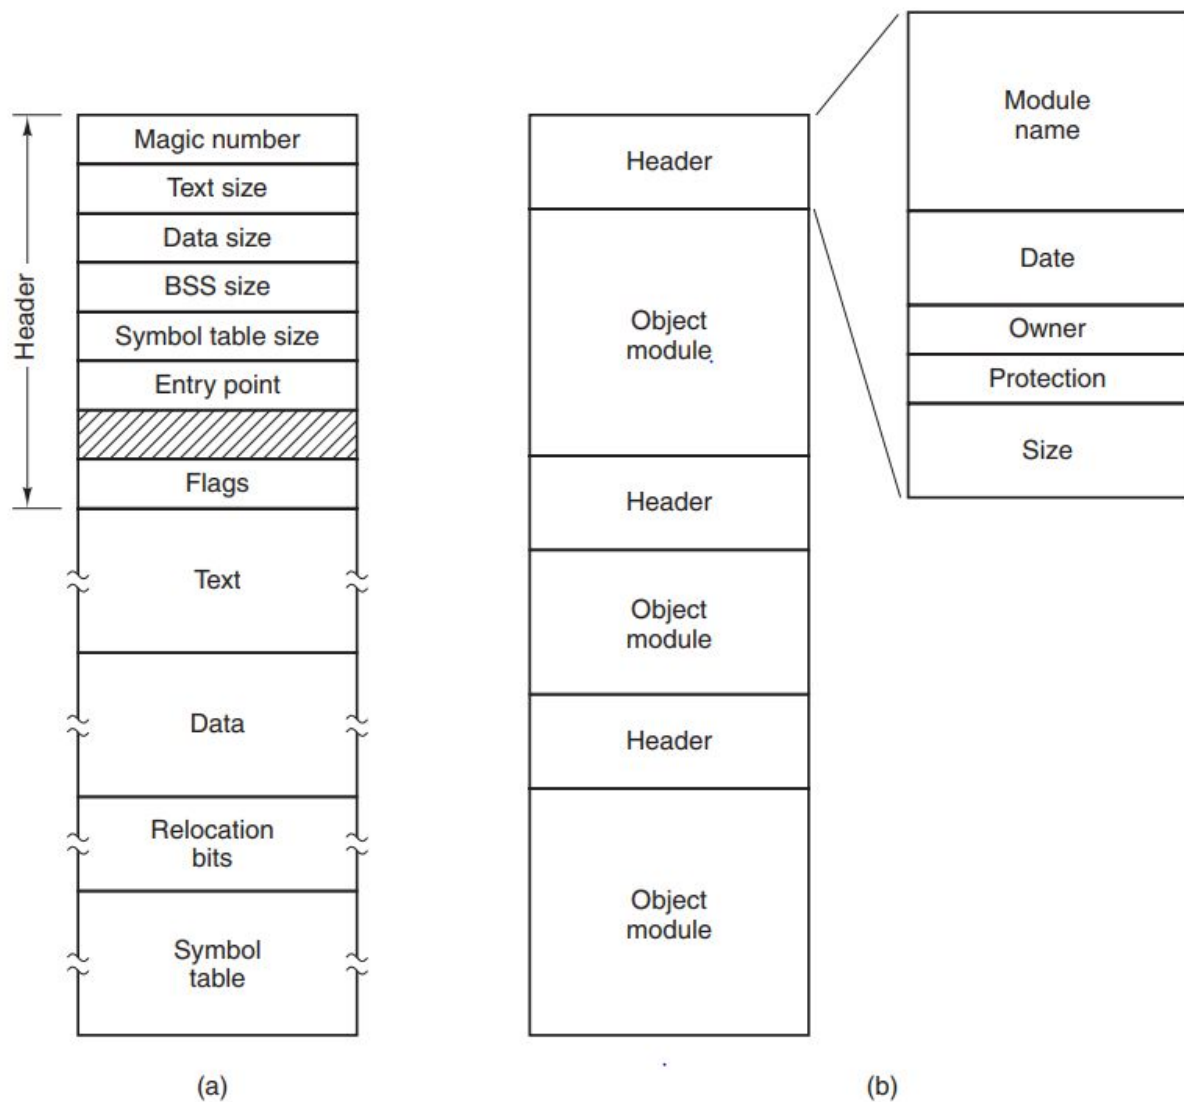 Header
Magic number
Text size
Data size
BSS size
Symbol table size
Entry point
Flags
Text
Data
Relocation
bits
Symbol
table
(a)
Header
Object
module
Header
Object
module
Header
Object
module
Module
name
Date
Owner
Protection
Size
(b)